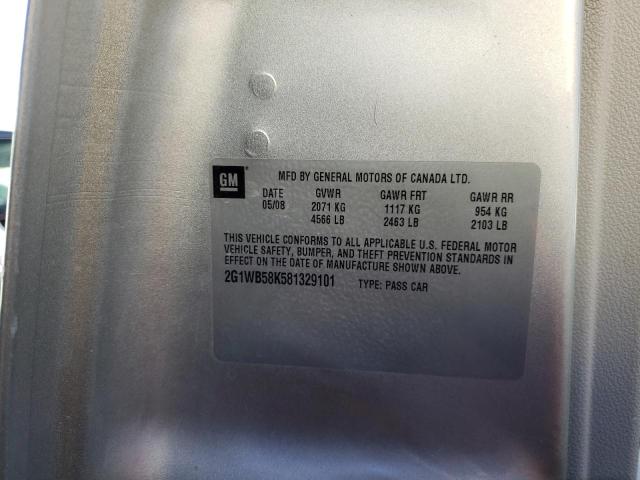 GM
MFD BY GENERAL MOTORS OF CANADA LTD.
DATE GVWR GAWR FRT GAWR RR
05/08 2071 KG 1117 KG 954 KG
4566 LB 2463 LB 2103 LB
THIS VEHICLE CONFORMS TO ALL APPLICABLE U.S. FEDERAL MOTOR
VEHICLE SAFETY, BUMPER, AND THEFT PREVENTION STANDARDS
IN EFFECT ON THE DATE OF MANUFACTURE SHOWN ABOVE.
2G1WB58K581329101 TYPE: PASS CAR